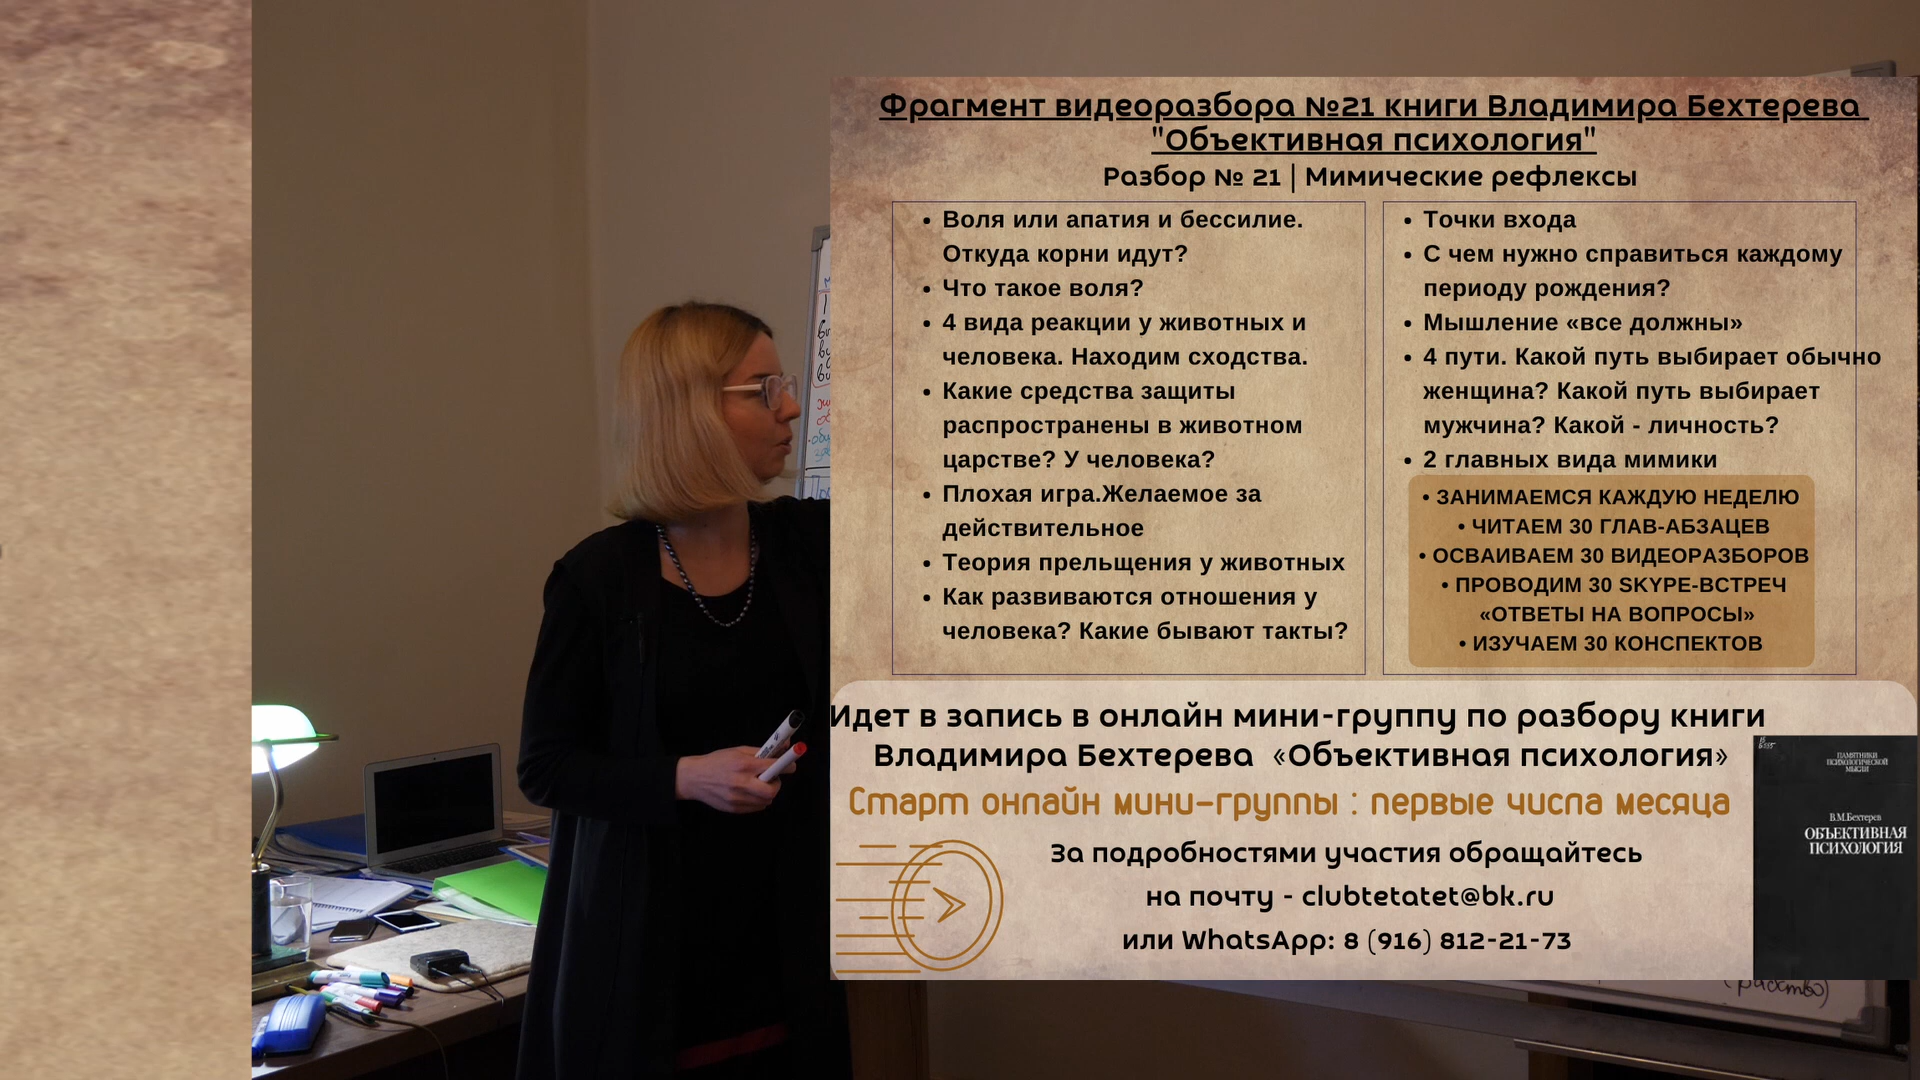 Фрагмент видеоразбора №21 книги Владимира Бехтерева
"Объективная психология"
Разбор № 21 | Мимические рефлексы
• Воля или апатия и бессилие.
Откуда корни идут?
• Что такое воля?
• 4 вида реакции у животных и
человека. Находим сходства.
• Какие средства защиты
распространены в животном
царстве? У человека?
• Плохая игра.Желаемое за
действительное
• Теория прельщения у животных
• Как развиваются отношения у
человека? Какие бывают такты?
• Точки входа
• С чем нужно справиться каждому
периоду рождения?
• Мышление «все должны»
• 4 пути. Какой путь выбирает обычно
женщина? Какой путь выбирает
мужчина? Какой - личность?
• 2 главных вида мимики
• ЗАНИМАЕМСЯ КАЖДУЮ НЕДЕЛЮ
• ЧИТАЕМ 30 ГЛАВ-АБЗАЦЕВ
• ОСВАИВАЕМ 30 ВИДЕОРАЗБОРОВ
• ПРОВОДИМ 30 SKYPE-ВСТРЕЧ
«ОТВЕТЫ НА ВОПРОСЫ»
• ИЗУЧАЕМ 30 КОНСПЕКТОВ
Идет в запись в онлайн мини-группу по разбору книги
Владимира Бехтерева «Объективная психология»
Старт онлайн мини-группы : первые числа месяца
За подробностями участия обращайтесь
на почту - clubtetatet@bk.ru
или WhatsApp: 8 (916) 812-21-73
ПАМЯТНИКИ
ПСИХОЛОГИЧЕСКОЙ
МЫСЛИ
В.М.Бехтерев
ОБЪЕКТИВНАЯ
ПСИХОЛОГИЯ